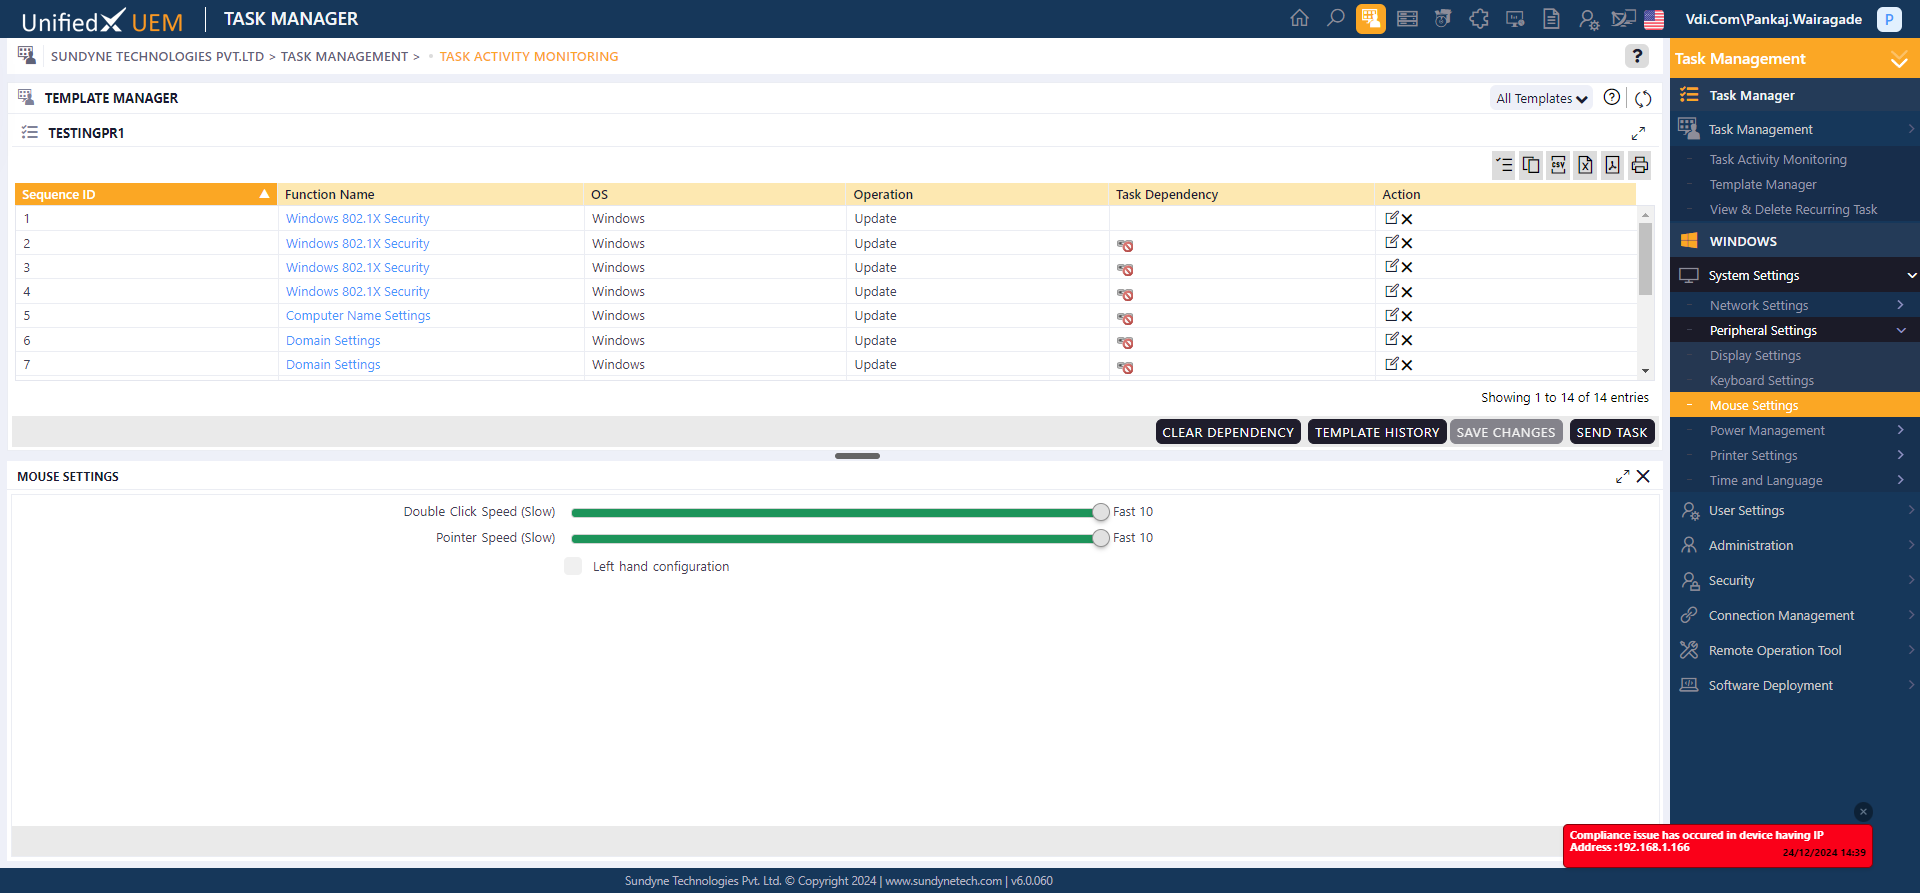 UnifiedX UEM
TASK MANAGER
Vdi.Com\Pankaj.Wairagade
P
SUNDYNE TECHNOLOGIES PVT.LTD > TASK MANAGEMENT > • TASK ACTIVITY MONITORING
?
TEMPLATE MANAGER
All Templates
?
TESTINGPR1
CSV
Sequence ID Function Name OS Operation Task Dependency Action
1 Windows 802.1X Security Windows Update
2 Windows 802.1X Security Windows Update
3 Windows 802.1X Security Windows Update
4 Windows 802.1X Security Windows Update
5 Computer Name Settings Windows Update
6 Domain Settings Windows Update
7 Domain Settings Windows Update
Showing 1 to 14 of 14 entries
CLEAR DEPENDENCY TEMPLATE HISTORY SAVE CHANGES SEND TASK
MOUSE SETTINGS
Double Click Speed (Slow) Fast 10
Pointer Speed (Slow) Fast 10
Left hand configuration
Task Management
Task Manager
Task Management
Task Activity Monitoring
Template Manager
View & Delete Recurring Task
WINDOWS
System Settings
Network Settings
Peripheral Settings
Display Settings
Keyboard Settings
Mouse Settings
Power Management
Printer Settings
Time and Language
User Settings
Administration
Security
Connection Management
Remote Operation Tool
Software Deployment
Compliance issue has occured in device having IP
Address :192.168.1.166
24/12/2024 14:39
Sundyne Technologies Pvt. Ltd. © Copyright 2024 | www.sundynetech.com | v6.0.060